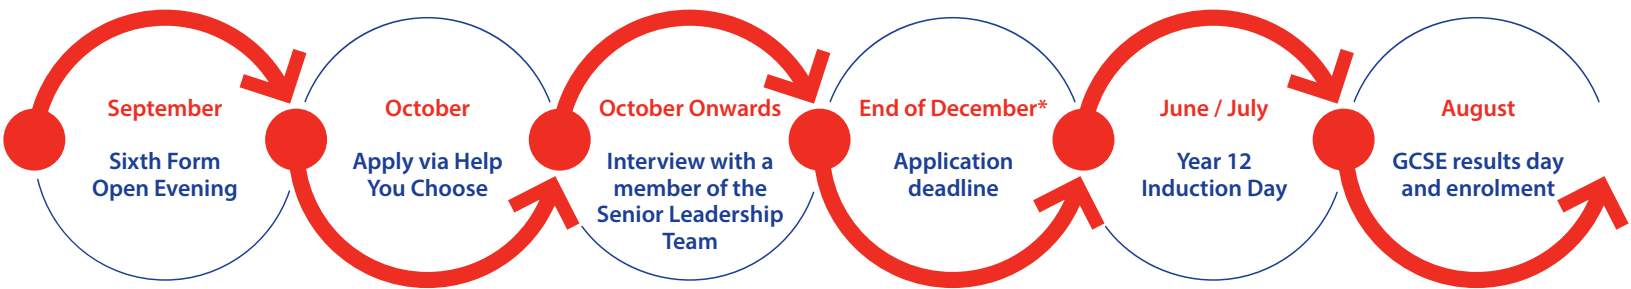 September
Sixth Form
Open Evening
October
Apply via Help
You Choose
October Onwards
Interview with a
member of the
Senior Leadership
Team
End of December*
Application
deadline
June / July
Year 12
Induction Day
August
GCSE results day
and enrolment